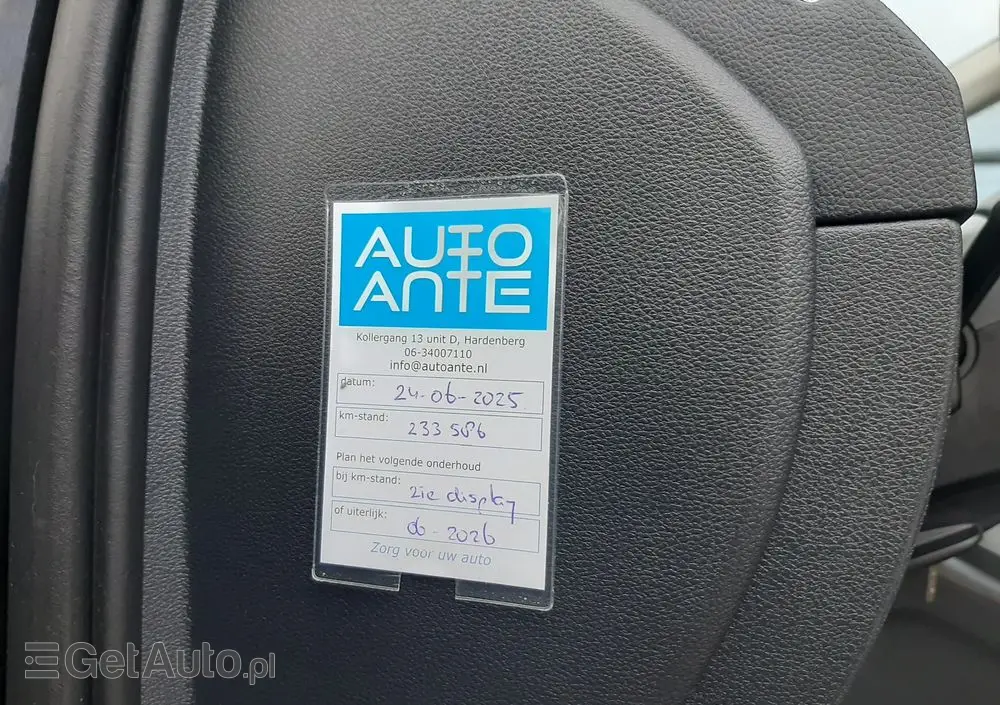 AUTO
ANTE
Kollergang 13 unit D, Hardenberg
06-34007110
info@autoante.nl
datum: 24-06-2025
km-stand: 233 586
Plan het volgende onderhoud
bij km-stand: zie display
of uiterlijk: 06-2026
Zorg voor uw auto
GetAuto.pl